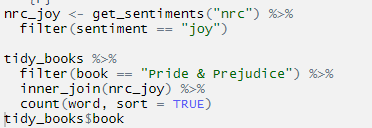 nrc_joy <- get_sentiments("nrc") %>%
  filter(sentiment == "joy")

tidy_books %>%
  filter(book == "Pride & Prejudice") %>%
  inner_join(nrc_joy) %>%
  count(word, sort = TRUE)
tidy_books$book